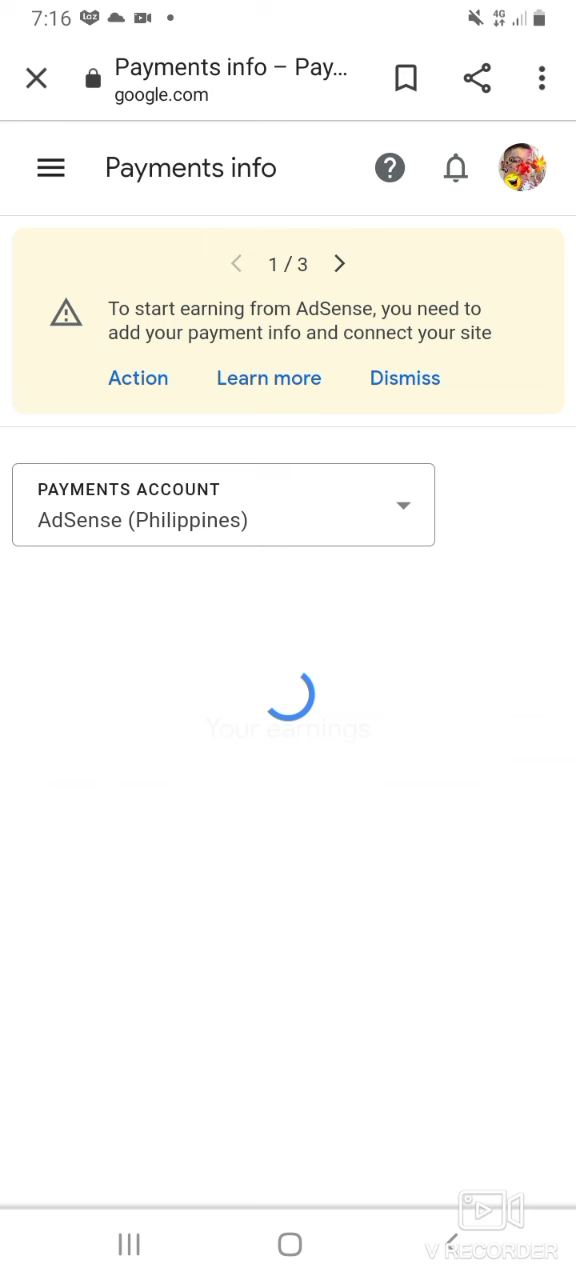 7:16 Laz 4G
Payments info – Pay...
google.com
Payments info
1 / 3
To start earning from AdSense, you need to
add your payment info and connect your site
Action Learn more Dismiss
PAYMENTS ACCOUNT
AdSense (Philippines)
Your earnings
V RECORDER